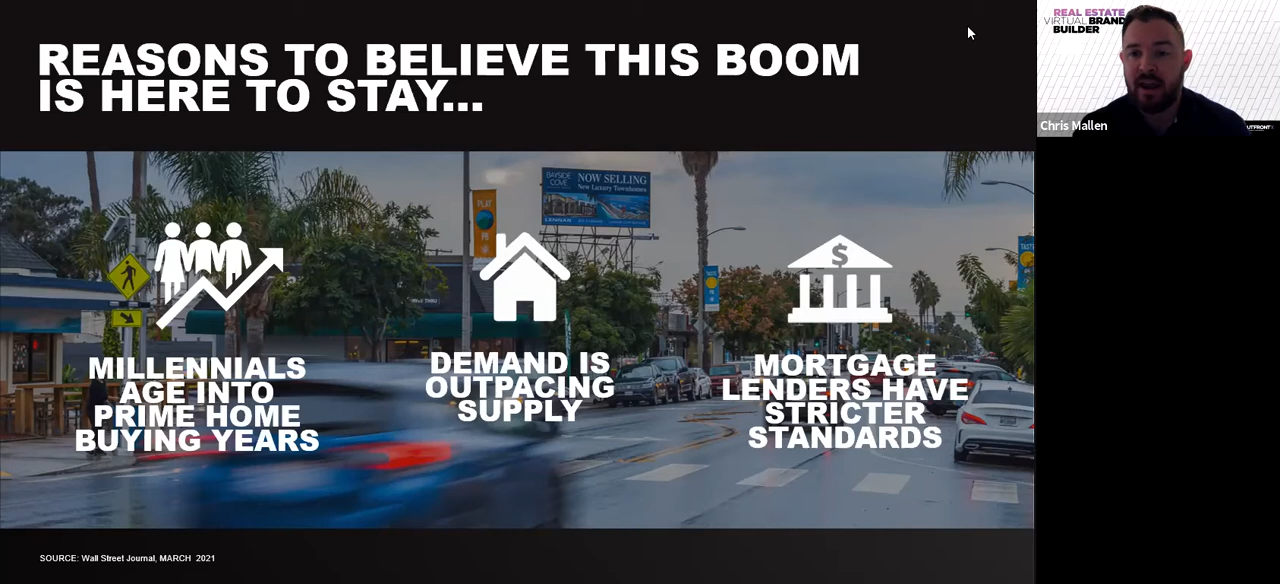 REASONS TO BELIEVE THIS BOOM
IS HERE TO STAY...
REAL ESTATE
VIRTUAL BRAND
BUILDER
Chris Mallen
BAYSIDE
COVE
NOW SELLING
New Luxury Townhomes
LENNAR
MILLENNIALS
AGE INTO
PRIME HOME
BUYING YEARS
DEMAND IS
OUTPACING
SUPPLY
MORTGAGE
LENDERS HAVE
STRICTER
STANDARDS
$
SOURCE: Wall Street Journal, MARCH 2021